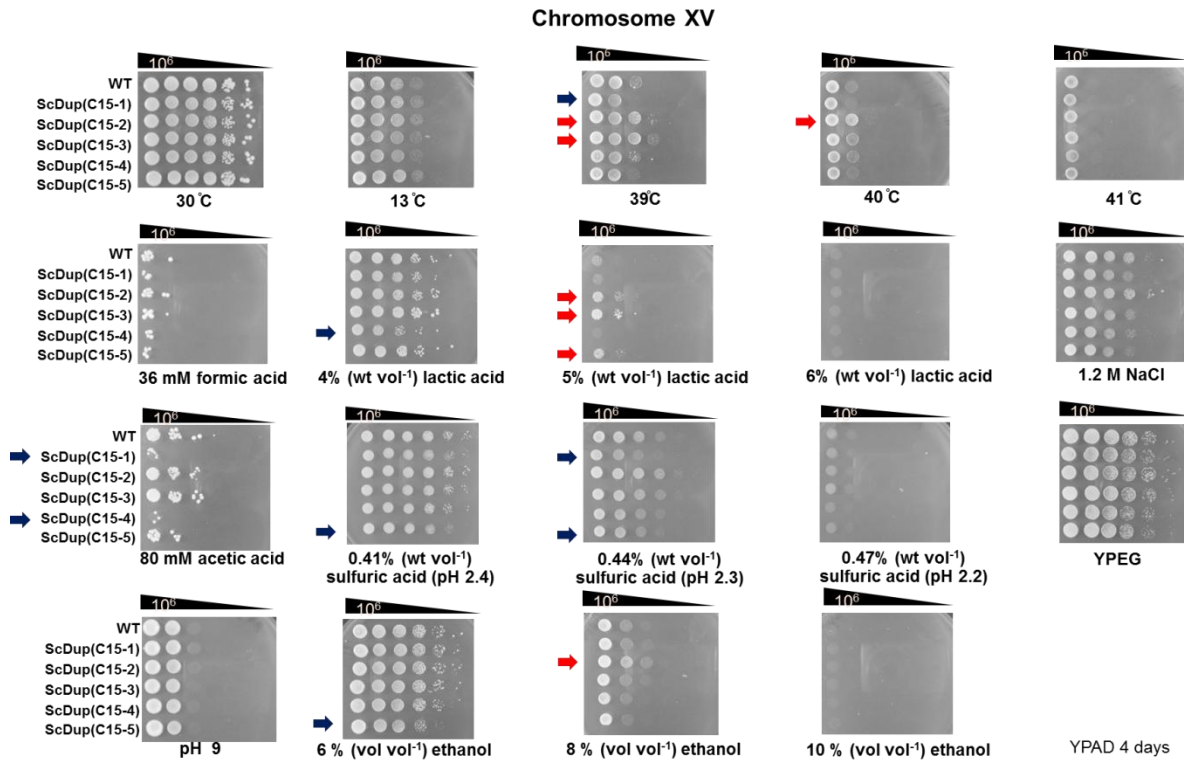 Chromosome XV
10⁶ 10⁶ 10⁶ 10⁶ 10⁶
WT
ScDup(C15-1)
ScDup(C15-2)
ScDup(C15-3)
ScDup(C15-4)
ScDup(C15-5)
30°C 13°C 39°C 40°C 41°C
10⁶ 10⁶ 10⁶ 10⁶ 10⁶
WT
ScDup(C15-1)
ScDup(C15-2)
ScDup(C15-3)
ScDup(C15-4)
ScDup(C15-5)
36 mM formic acid 4% (wt vol⁻¹) lactic acid 5% (wt vol⁻¹) lactic acid 6% (wt vol⁻¹) lactic acid 1.2 M NaCl
10⁶ 10⁶ 10⁶ 10⁶ 10⁶
WT
ScDup(C15-1)
ScDup(C15-2)
ScDup(C15-3)
ScDup(C15-4)
ScDup(C15-5)
80 mM acetic acid 0.41% (wt vol⁻¹) 0.44% (wt vol⁻¹) 0.47% (wt vol⁻¹) YPEG
sulfuric acid (pH 2.4) sulfuric acid (pH 2.3) sulfuric acid (pH 2.2)
10⁶ 10⁶ 10⁶ 10⁶
WT
ScDup(C15-1)
ScDup(C15-2)
ScDup(C15-3)
ScDup(C15-4)
ScDup(C15-5)
pH 9 6 % (vol vol⁻¹) ethanol 8 % (vol vol⁻¹) ethanol 10 % (vol vol⁻¹) ethanol YPAD 4 days